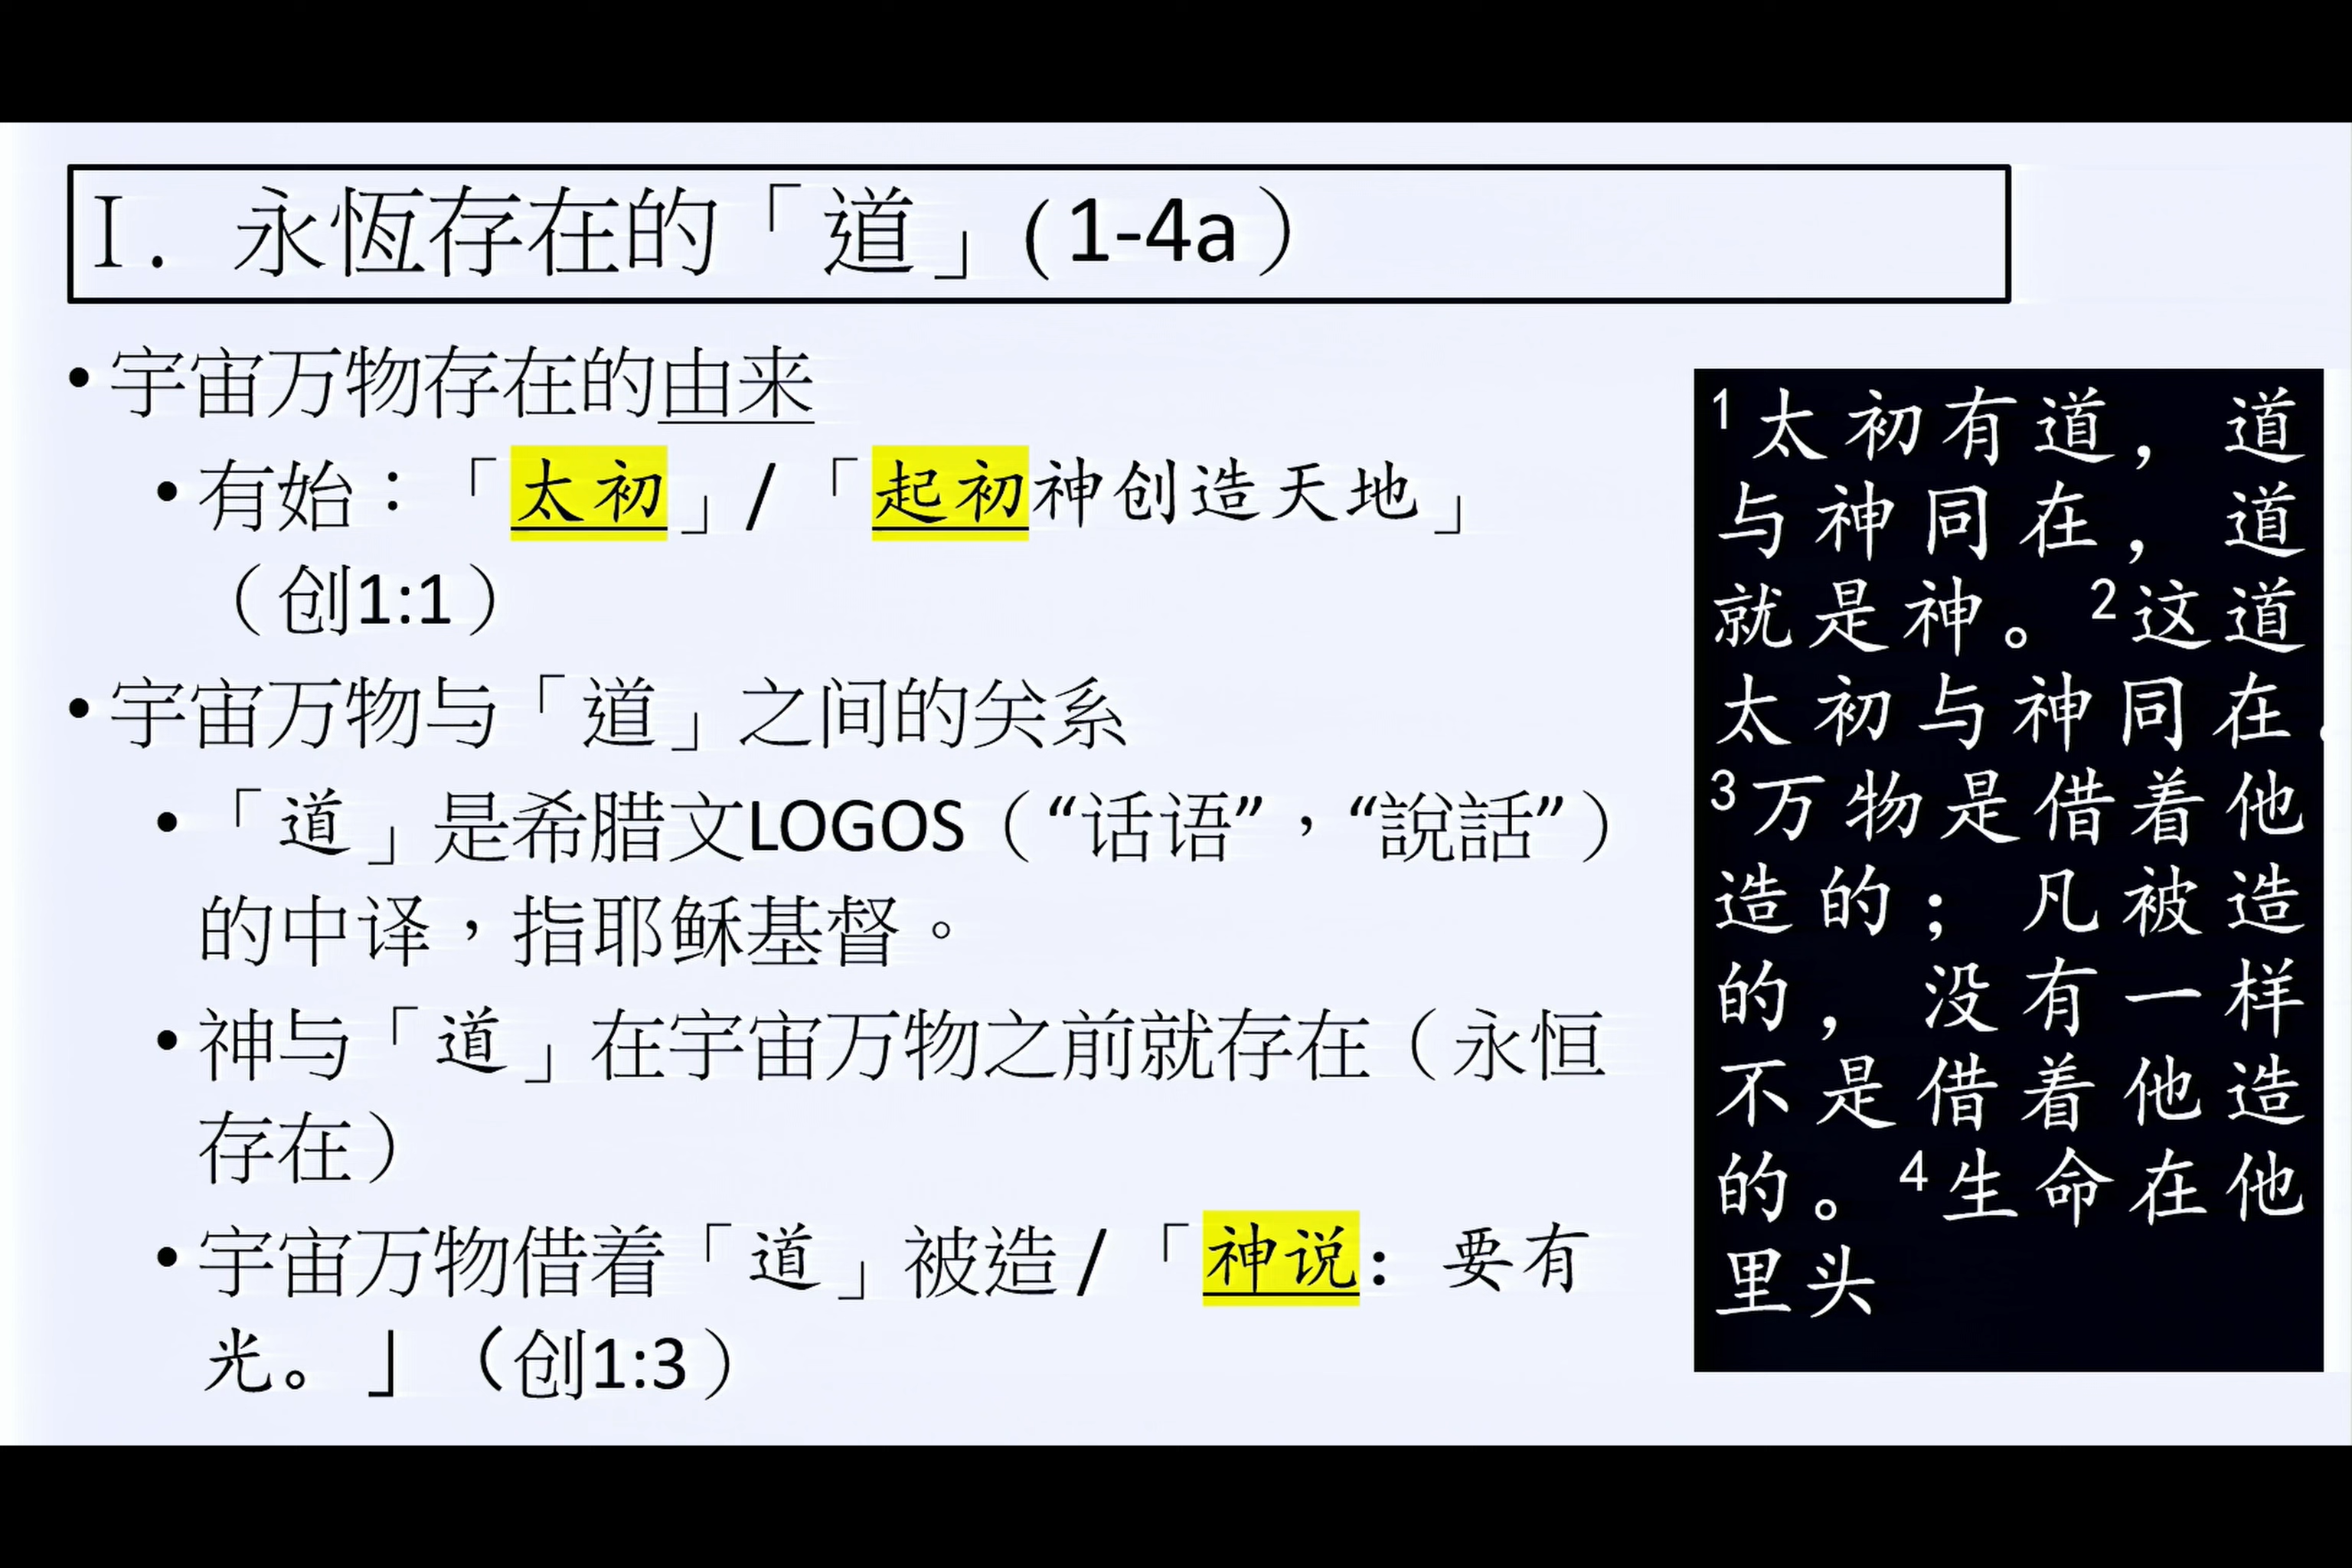 I. 永恆存在的「道」(1-4a）
•宇宙万物存在的由来
•有始：「太初」/「起初神创造天地」
（创1:1）
•宇宙万物与「道」之间的关系
•「道」是希腊文LOGOS（“话语”，“說話”）
的中译，指耶稣基督。
•神与「道」在宇宙万物之前就存在（永恒
存在）
•宇宙万物借着「道」被造/「神说：要有
光。」（创1:3）
1太初有道，道
与神同在，道
就是神。2这道
太初与神同在.
3万物是借着他
造的；凡被造
的，没有一样
不是借着他造
的。4生命在他
里头